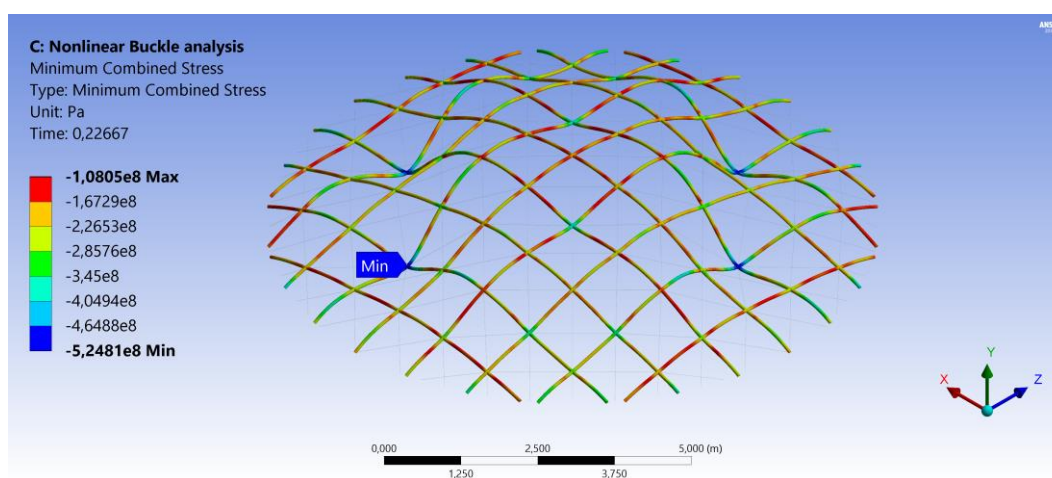 C: Nonlinear Buckle analysis
Minimum Combined Stress
Type: Minimum Combined Stress
Unit: Pa
Time: 0,22667
-1,0805e8 Max
-1,6729e8
-2,2653e8
-2,8576e8
-3,45e8
-4,0494e8
-4,6488e8
-5,2481e8 Min
ANS
Min
Y
X
Z
0,000
2,500
5,000 (m)
1,250
3,750